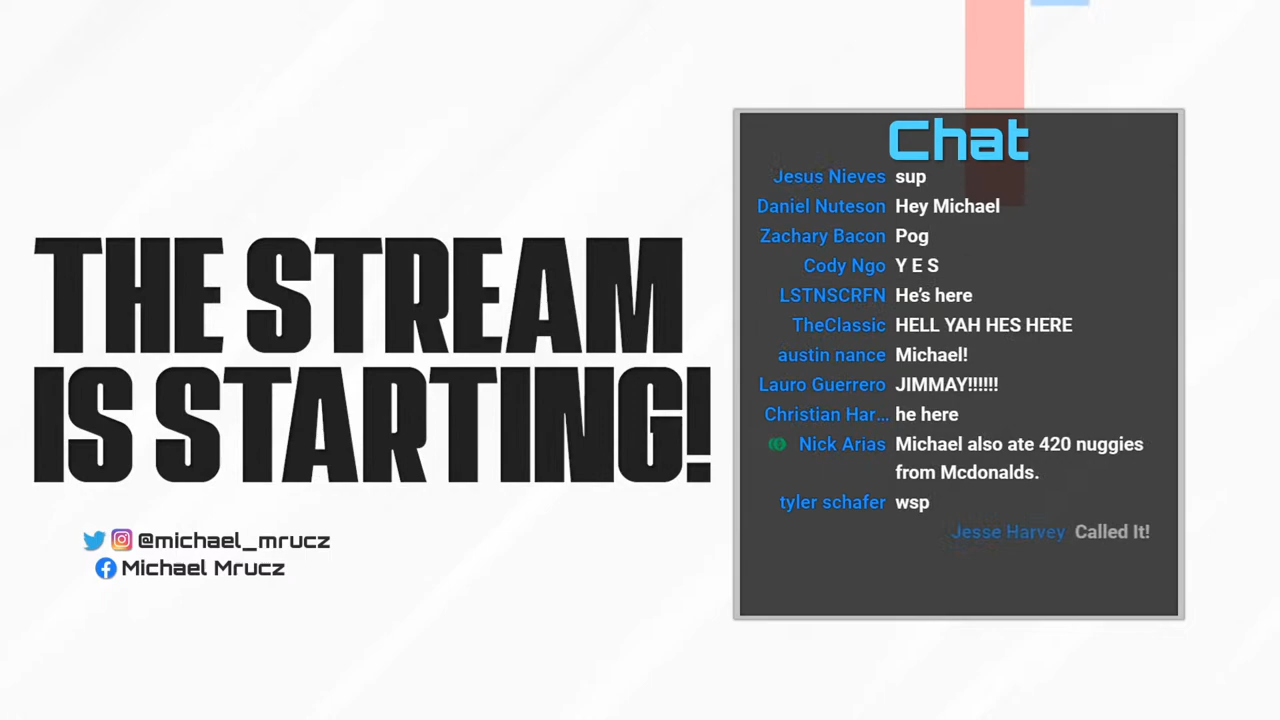 THE STREAM
IS STARTING!
@michael_mrucz
Michael Mrucz
Chat
Jesus Nieves sup
Daniel Nuteson Hey Michael
Zachary Bacon Pog
Cody Ngo Y E S
LSTNSCRFN He's here
TheClassic HELL YAH HES HERE
austin nance Michael!
Lauro Guerrero JIMMAY!!!!!!
Christian Har... he here
Nick Arias Michael also ate 420 nuggies
from Mcdonalds.
tyler schafer wsp
Jesse Harvey Called It!